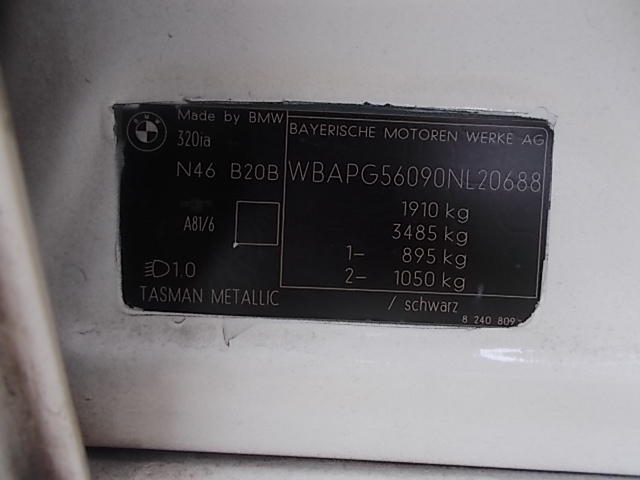 BMW
Made by BMW
320ia
N46 B20B
A81/6
1.0
TASMAN METALLIC
BAYERISCHE MOTOREN WERKE AG
WBAPG56090NL20688
1910 kg
3485 kg
1- 895 kg
2- 1050 kg
/ schwarz
8 240 809